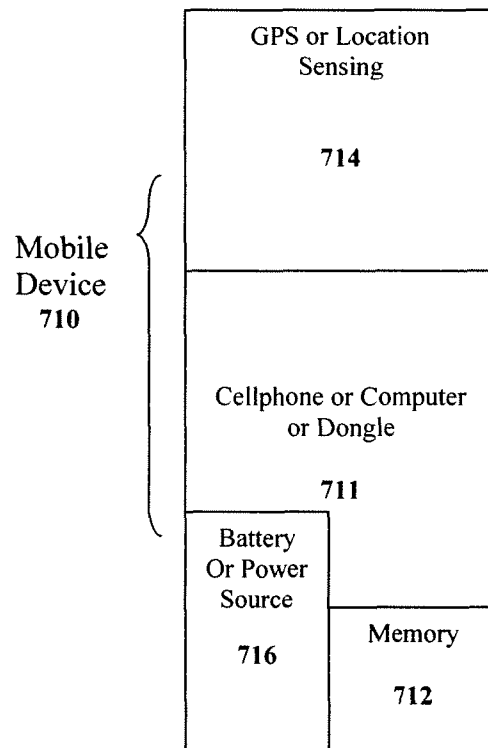 GPS or Location
Sensing
714
Mobile
Device
710
Cellphone or Computer
or Dongle
711
Battery
Or Power
Source
716
Memory
712